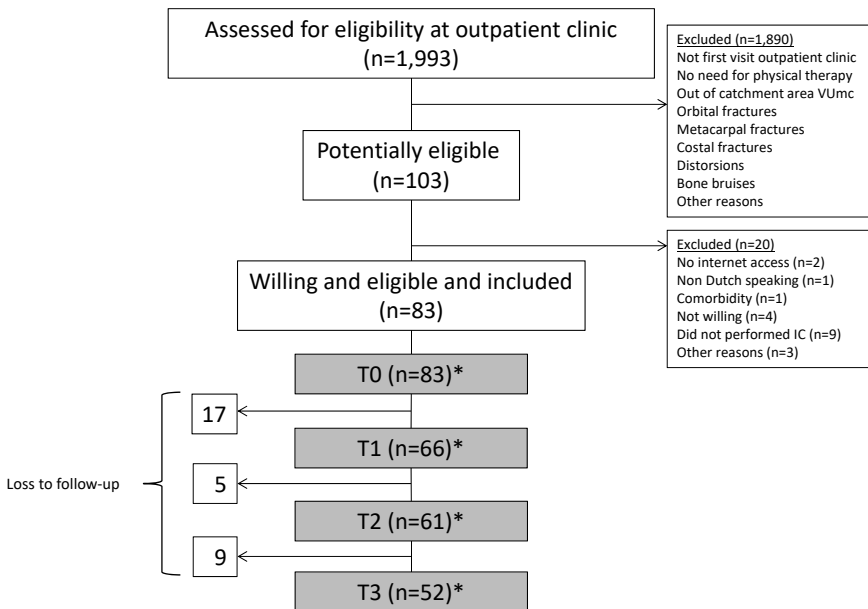 Assessed for eligibility at outpatient clinic
(n=1,993)
Excluded (n=1,890)
Not first visit outpatient clinic
No need for physical therapy
Out of catchment area VUmc
Orbital fractures
Metacarpal fractures
Costal fractures
Distorsions
Bone bruises
Other reasons
Potentially eligible
(n=103)
Excluded (n=20)
No internet access (n=2)
Non Dutch speaking (n=1)
Comorbidity (n=1)
Not willing (n=4)
Did not performed IC (n=9)
Other reasons (n=3)
Willing and eligible and included
(n=83)
T0 (n=83)*
17
T1 (n=66)*
Loss to follow-up
5
T2 (n=61)*
9
T3 (n=52)*